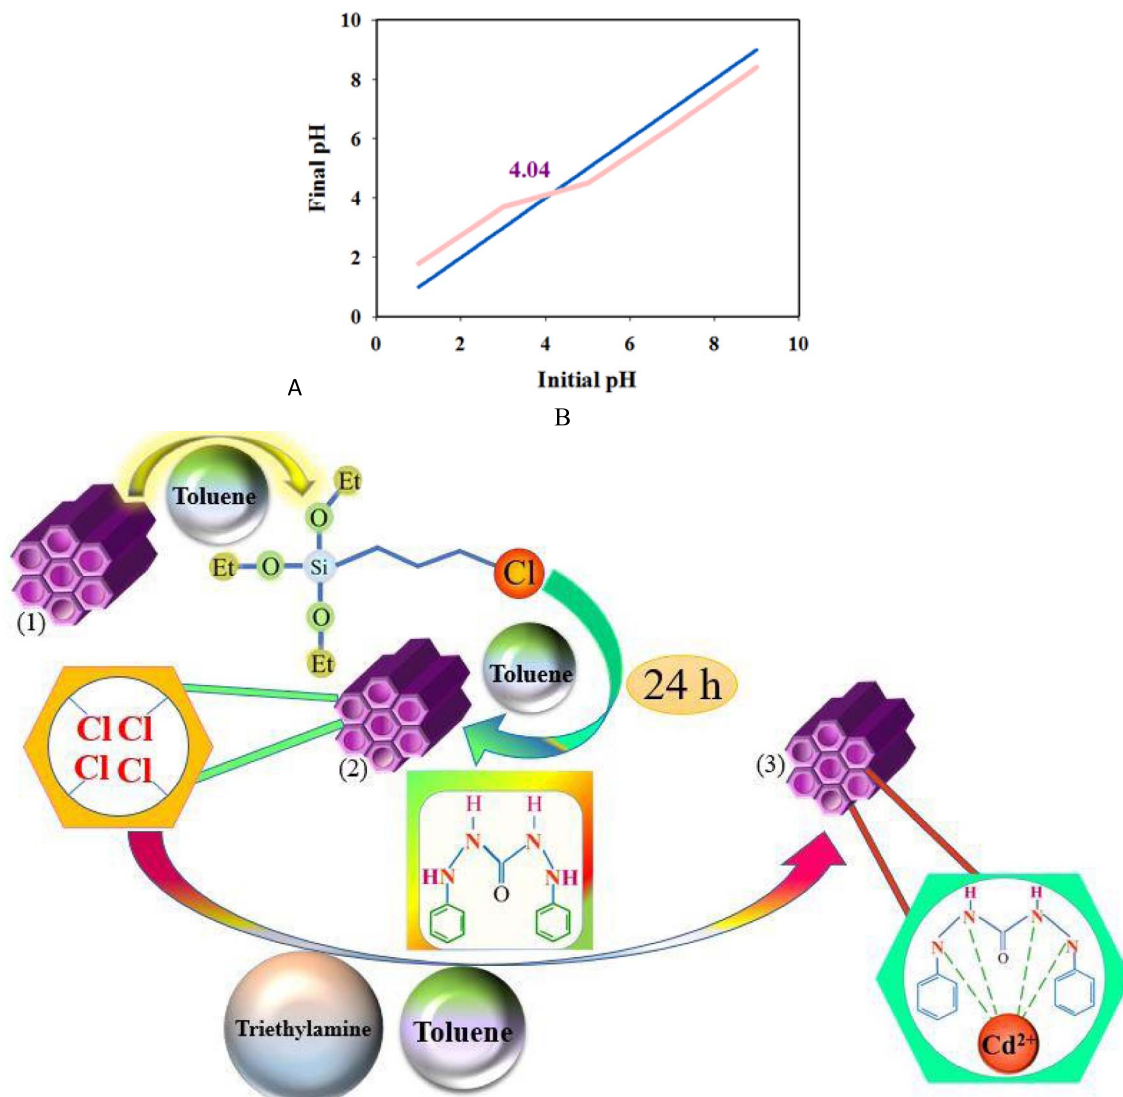 10
8
6
4
2
0
Final pH
4.04
0 2 4 6 8 10
Initial pH
A
B
Toluene
Et
O
Et O Si Cl
O
Et
(1)
Toluene
24 h
Cl Cl
Cl Cl
(2)
(3)
H H
N N
HN NH
O
Triethylamine
Toluene
H H
N N
N N
O
Cd²⁺